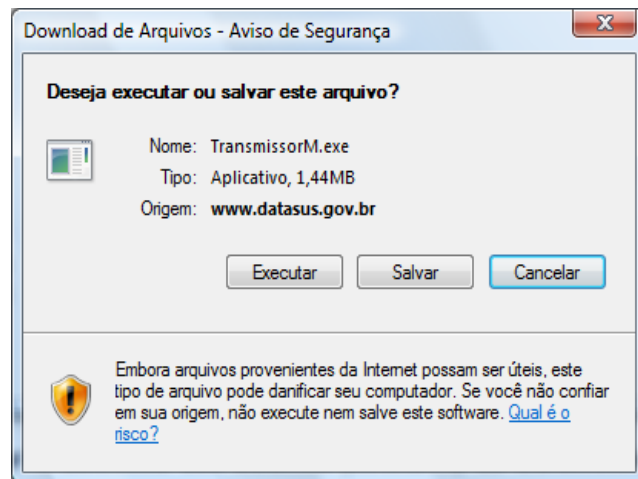 Download de Arquivos - Aviso de Segurança
Deseja executar ou salvar este arquivo?
Nome: TransmissorM.exe
Tipo: Aplicativo, 1,44MB
Origem: www.datasus.gov.br
Executar Salvar Cancelar
Embora arquivos provenientes da Internet possam ser úteis, este
tipo de arquivo pode danificar seu computador. Se você não confiar
em sua origem, não execute nem salve este software. Qual é o
risco?